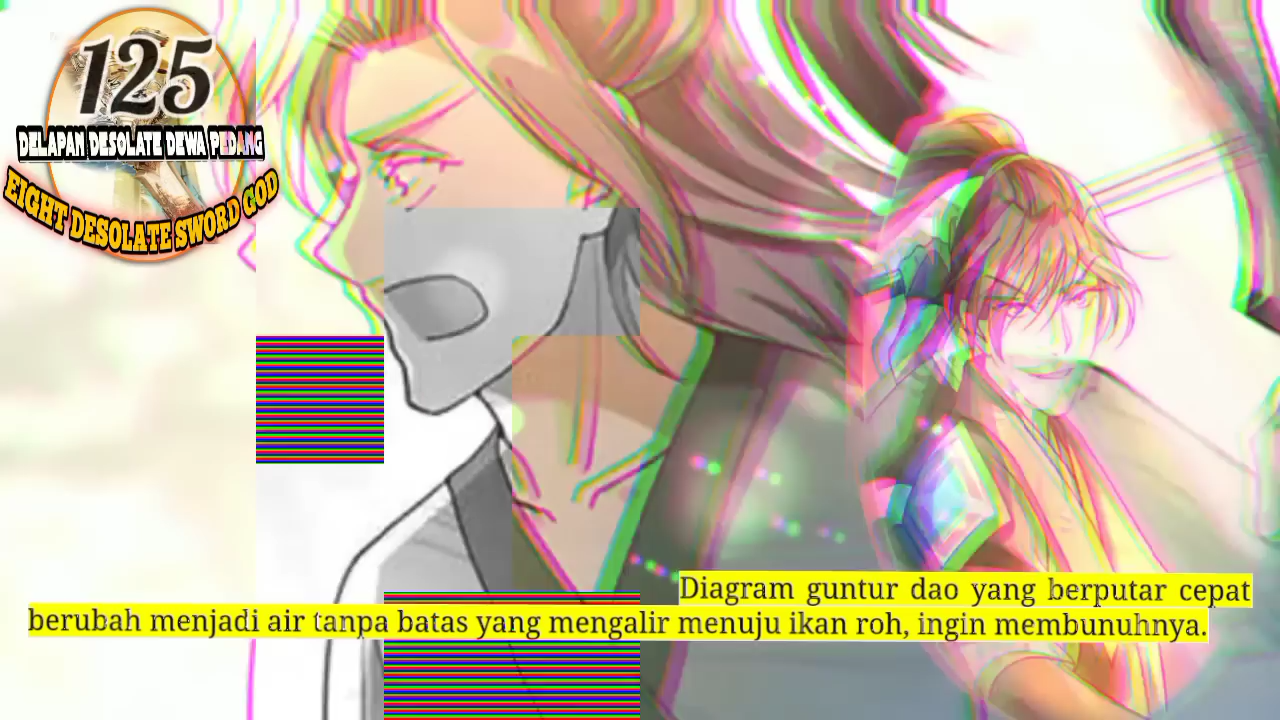 125
DELAPAN DESOLATE DEWA PEDANG
EIGHT DESOLATE SWORD GOD
Diagram guntur dao yang berputar cepat
berubah menjadi air tanpa batas yang mengalir menuju ikan roh, ingin membunuhnya.